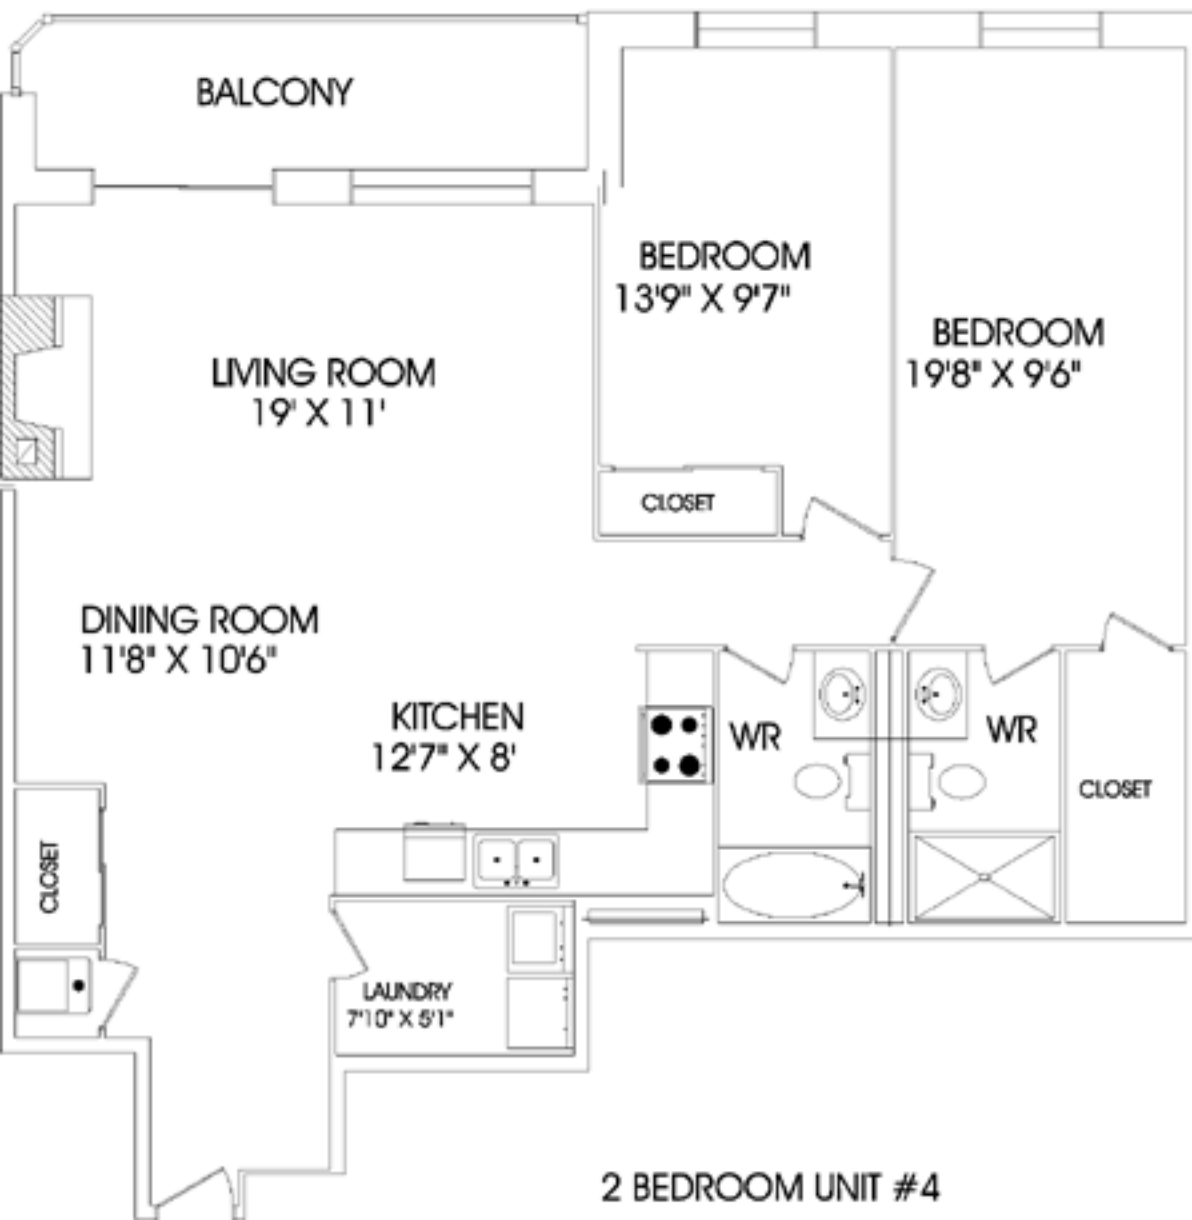 BALCONY
BEDROOM
13'9" X 9'7"
BEDROOM
19'8" X 9'6"
LIVING ROOM
19' X 11'
CLOSET
DINING ROOM
11'8" X 10'6"
KITCHEN
12'7" X 8'
WR
WR
CLOSET
CLOSET
LAUNDRY
7'10" X 5'1"
2 BEDROOM UNIT #4